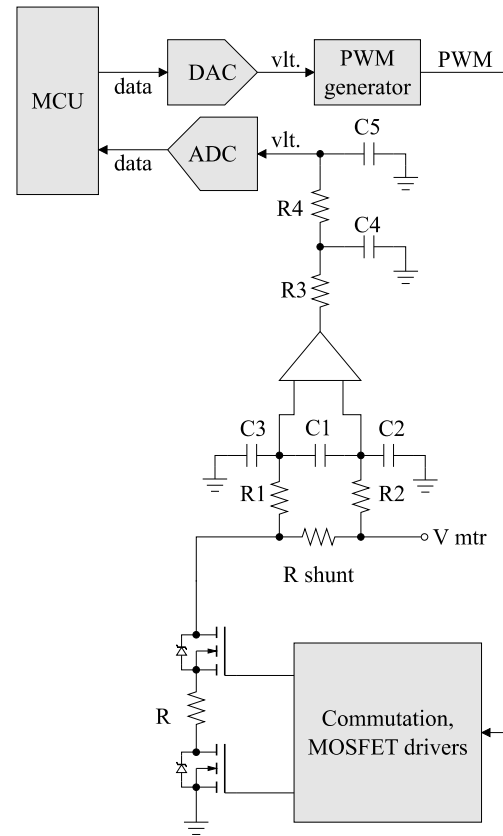 MCU
data
DAC
vlt.
PWM
generator
PWM
data
ADC
vlt.
C5
R4
C4
R3
C3
C1
C2
R1
R2
V mtr
R shunt
R
Commutation,
MOSFET drivers